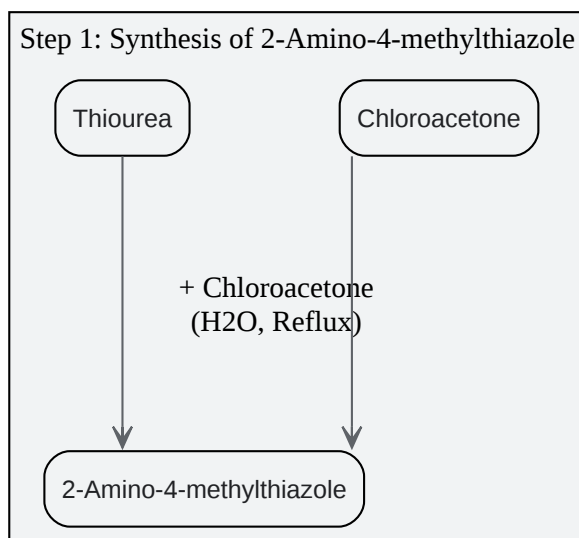 Step 1: Synthesis of 2-Amino-4-methylthiazole
Thiourea
Chloroacetone
+ Chloroacetone
(H2O, Reflux)
2-Amino-4-methylthiazole